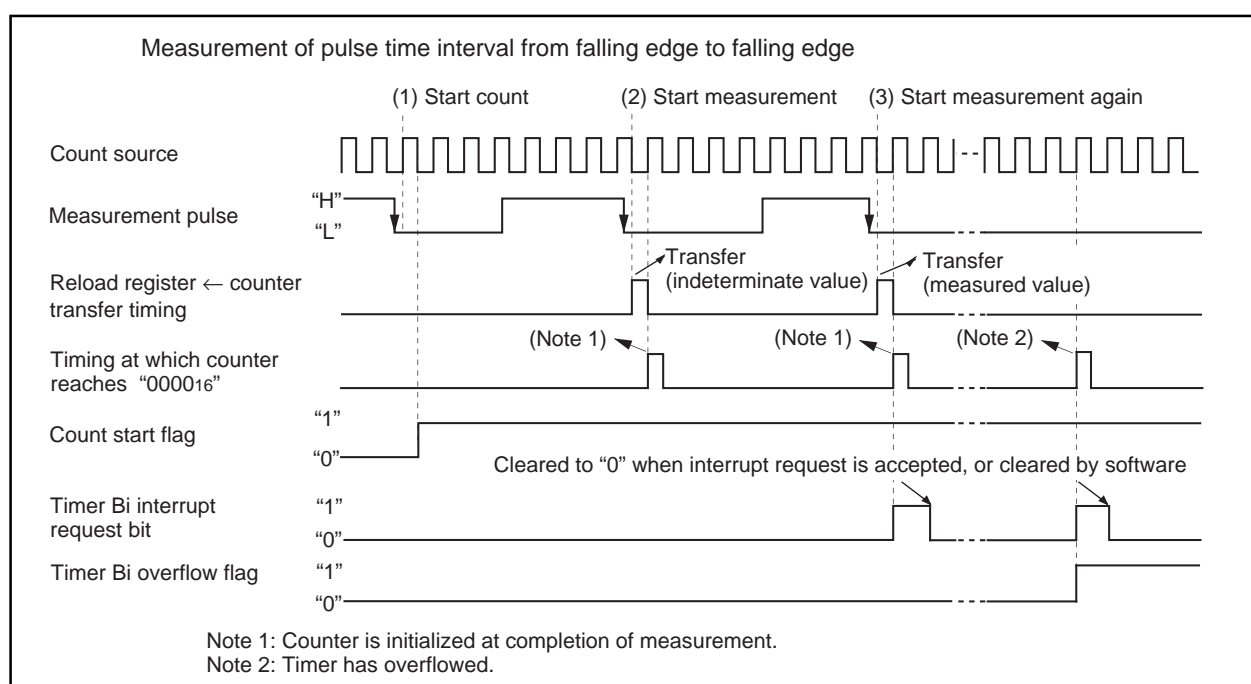 Measurement of pulse time interval from falling edge to falling edge
(1) Start count
(2) Start measurement
(3) Start measurement again
Count source
Measurement pulse
“H”
“L”
Reload register ← counter
transfer timing
Transfer
(indeterminate value)
Transfer
(measured value)
Timing at which counter
reaches “000016”
(Note 1)
(Note 1)
(Note 2)
Count start flag
“1”
“0”
Cleared to “0” when interrupt request is accepted, or cleared by software
Timer Bi interrupt
request bit
“1”
“0”
Timer Bi overflow flag
“1”
“0”
Note 1: Counter is initialized at completion of measurement.
Note 2: Timer has overflowed.